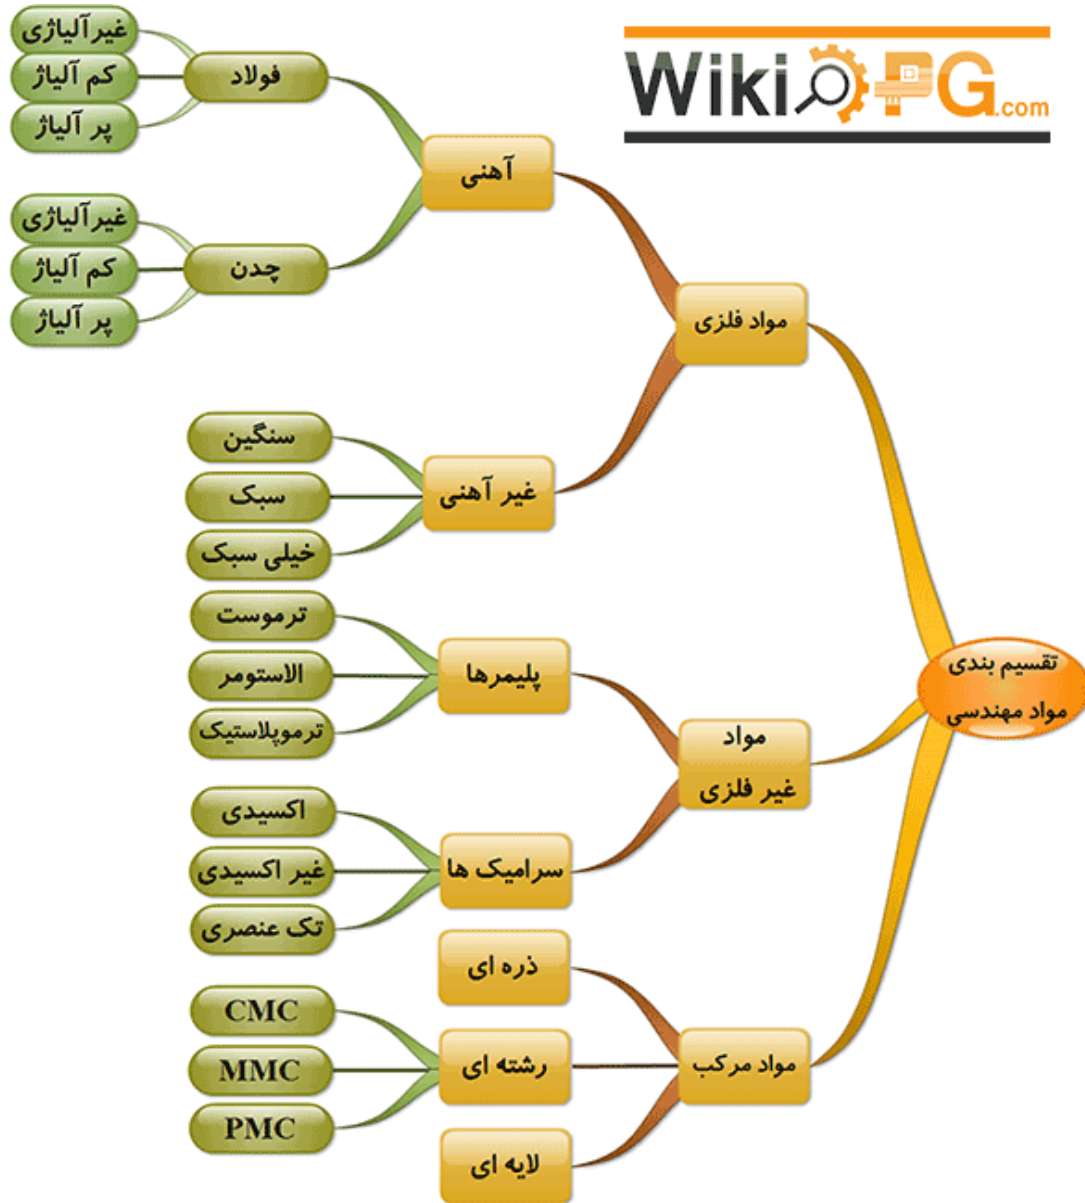 WikiPG.com
تقسیم بندی
مواد مهندسی
مواد فلزی
آهنی
فولاد
غیرآلیاژی
کم آلیاژ
پر آلیاژ
چدن
غیرآلیاژی
کم آلیاژ
پر آلیاژ
غیر آهنی
سنگین
سبک
خیلی سبک
مواد
غیر فلزی
پلیمرها
ترموست
الاستومر
ترموپلاستیک
سرامیک ها
اکسیدی
غیر اکسیدی
تک عنصری
مواد مرکب
ذره ای
رشته ای
CMC
MMC
PMC
لایه ای